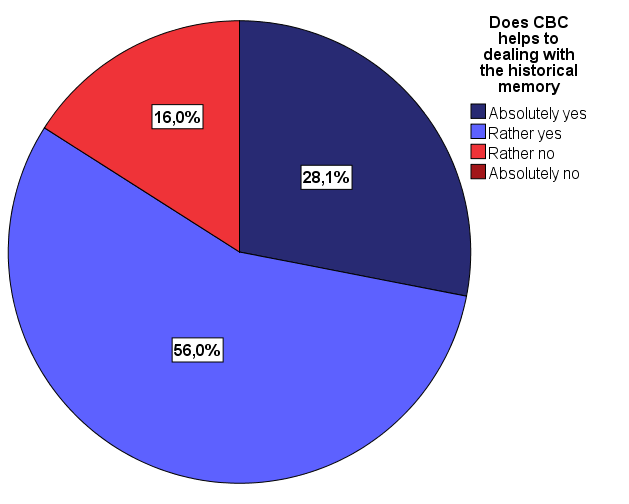 Does CBC
helps to
dealing with
the historical
memory
Absolutely yes
Rather yes
Rather no
Absolutely no
16,0%
28,1%
56,0%